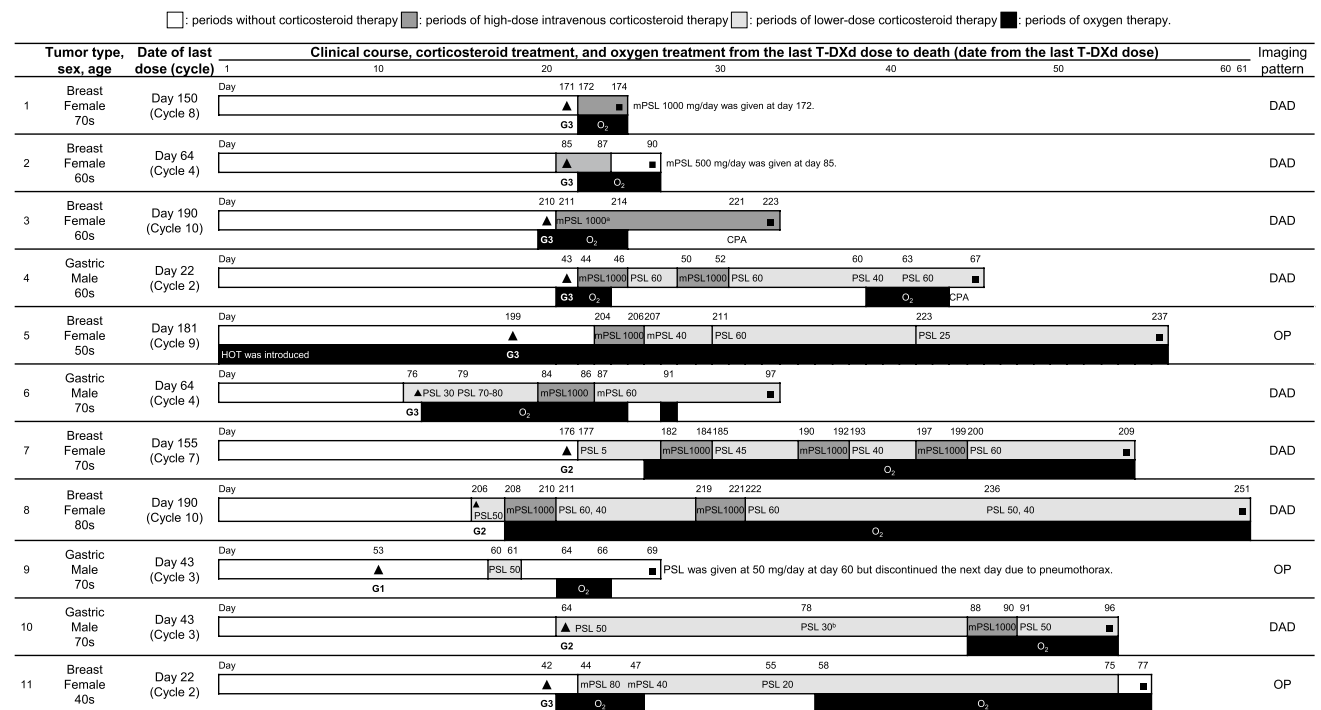 : periods without corticosteroid therapy : periods of high-dose intravenous corticosteroid therapy : periods of lower-dose corticosteroid therapy : periods of oxygen therapy.
Tumor type, sex, age Date of last dose (cycle) Clinical course, corticosteroid treatment, and oxygen treatment from the last T-DXd dose to death (date from the last T-DXd dose) Imaging pattern
1 10 20 30 40 50 60 61
1 Breast Female 70s Day 150 (Cycle 8) DAD
Day 171 172 174
mPSL 1000 mg/day was given at day 172.
G3 O₂
2 Breast Female 60s Day 64 (Cycle 4) DAD
Day 85 87 90
mPSL 500 mg/day was given at day 85.
G3 O₂
3 Breast Female 60s Day 190 (Cycle 10) DAD
Day 210 211 214 221 223
mPSL 1000ᵃ
G3 O₂ CPA
4 Gastric Male 60s Day 22 (Cycle 2) DAD
Day 43 44 46 50 52 60 63 67
mPSL1000 PSL 60 mPSL1000 PSL 60 PSL 40 PSL 60
G3 O₂ O₂ CPA
5 Breast Female 50s Day 181 (Cycle 9) OP
Day 199 204 206 207 211 223 237
mPSL 1000 mPSL 40 PSL 60 PSL 25
HOT was introduced G3
6 Gastric Male 70s Day 64 (Cycle 4) DAD
Day 76 79 84 86 87 91 97
PSL 30 PSL 70-80 mPSL1000 mPSL 60
G3 O₂
7 Breast Female 70s Day 155 (Cycle 7) DAD
Day 176 177 182 184 185 190 192 193 197 199 200 209
PSL 5 mPSL1000 PSL 45 mPSL1000 PSL 40 mPSL1000 PSL 60
G2 O₂
8 Breast Female 80s Day 190 (Cycle 10) DAD
Day 206 208 210 211 219 221 222 236 251
PSL50 mPSL1000 PSL 60, 40 mPSL1000 PSL 60 PSL 50, 40
G2 O₂
9 Gastric Male 70s Day 43 (Cycle 3) OP
Day 53 60 61 64 66 69
PSL 50 PSL was given at 50 mg/day at day 60 but discontinued the next day due to pneumothorax.
G1 O₂
10 Gastric Male 70s Day 43 (Cycle 3) DAD
Day 64 78 88 90 91 96
PSL 50 PSL 30ᵇ mPSL1000 PSL 50
G2 O₂
11 Breast Female 40s Day 22 (Cycle 2) OP
Day 42 44 47 55 58 75 77
mPSL 80 mPSL 40 PSL 20
G3 O₂ O₂